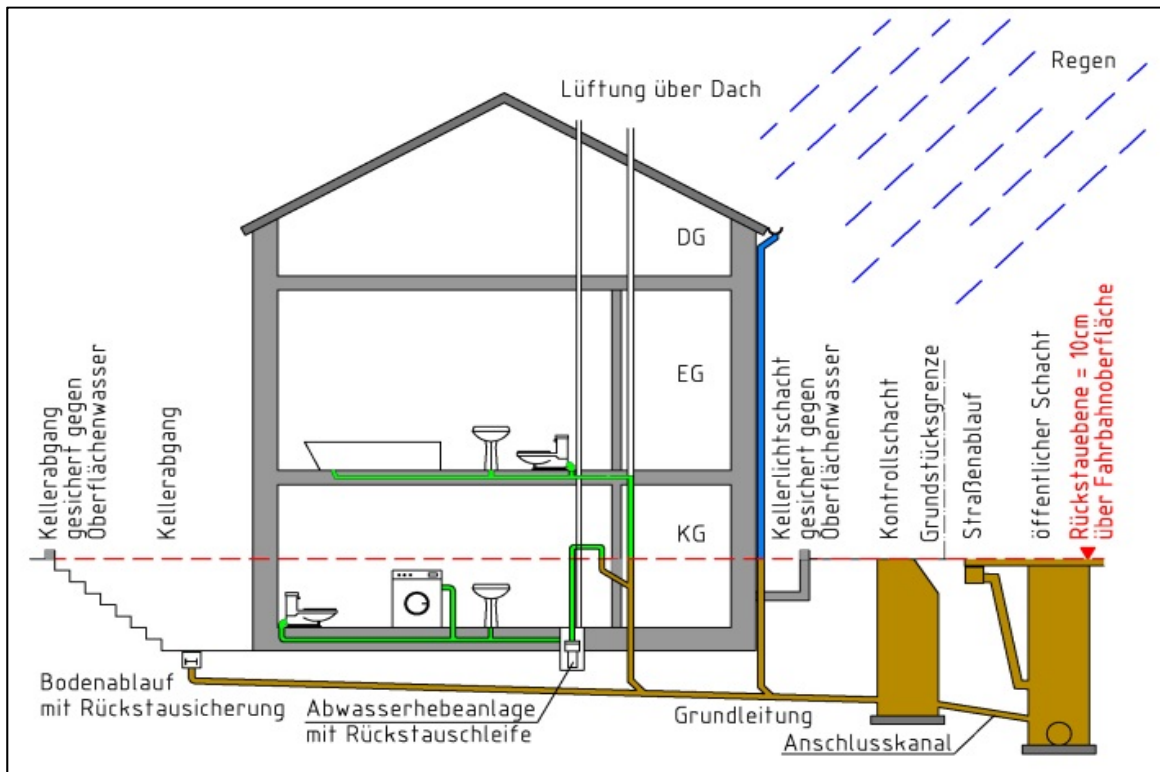 Regen
Lüftung über Dach
DG
EG
KG
Kellerabgang
gesichert gegen
Oberflächenwasser
Kellerabgang
Kellerlichtschacht
gesichert gegen
Oberflächenwasser
Kontrollschacht
Grundstücksgrenze
Straßenablauf
öffentlicher Schacht
Rückstauebene = 10cm
über Fahrbahnoberfläche
Bodenablauf
mit Rückstausicherung
Abwasserhebeanlage
mit Rückstauschleife
Grundleitung
Anschlusskanal